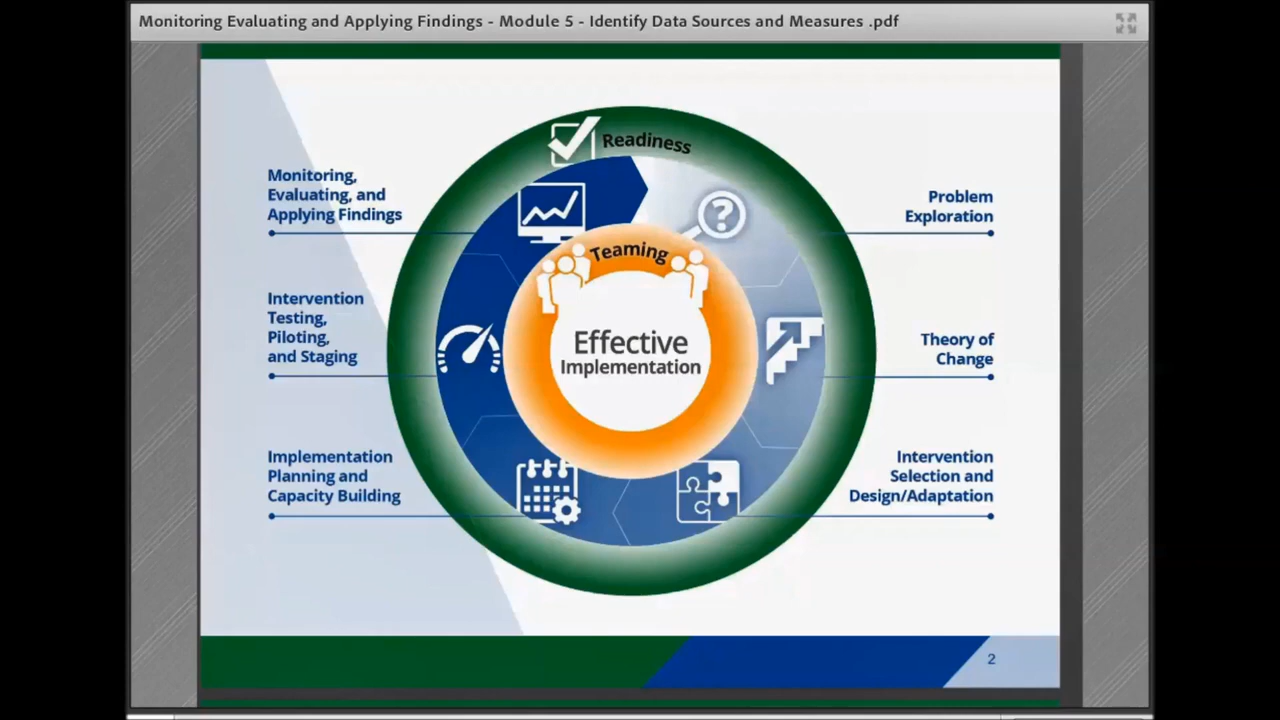 Monitoring Evaluating and Applying Findings - Module 5 - Identify Data Sources and Measures .pdf
Readiness
Monitoring,
Evaluating, and
Applying Findings
Problem
Exploration
?
Teaming
Intervention
Testing,
Piloting,
and Staging
Effective
Implementation
Theory of
Change
Implementation
Planning and
Capacity Building
Intervention
Selection and
Design/Adaptation
2